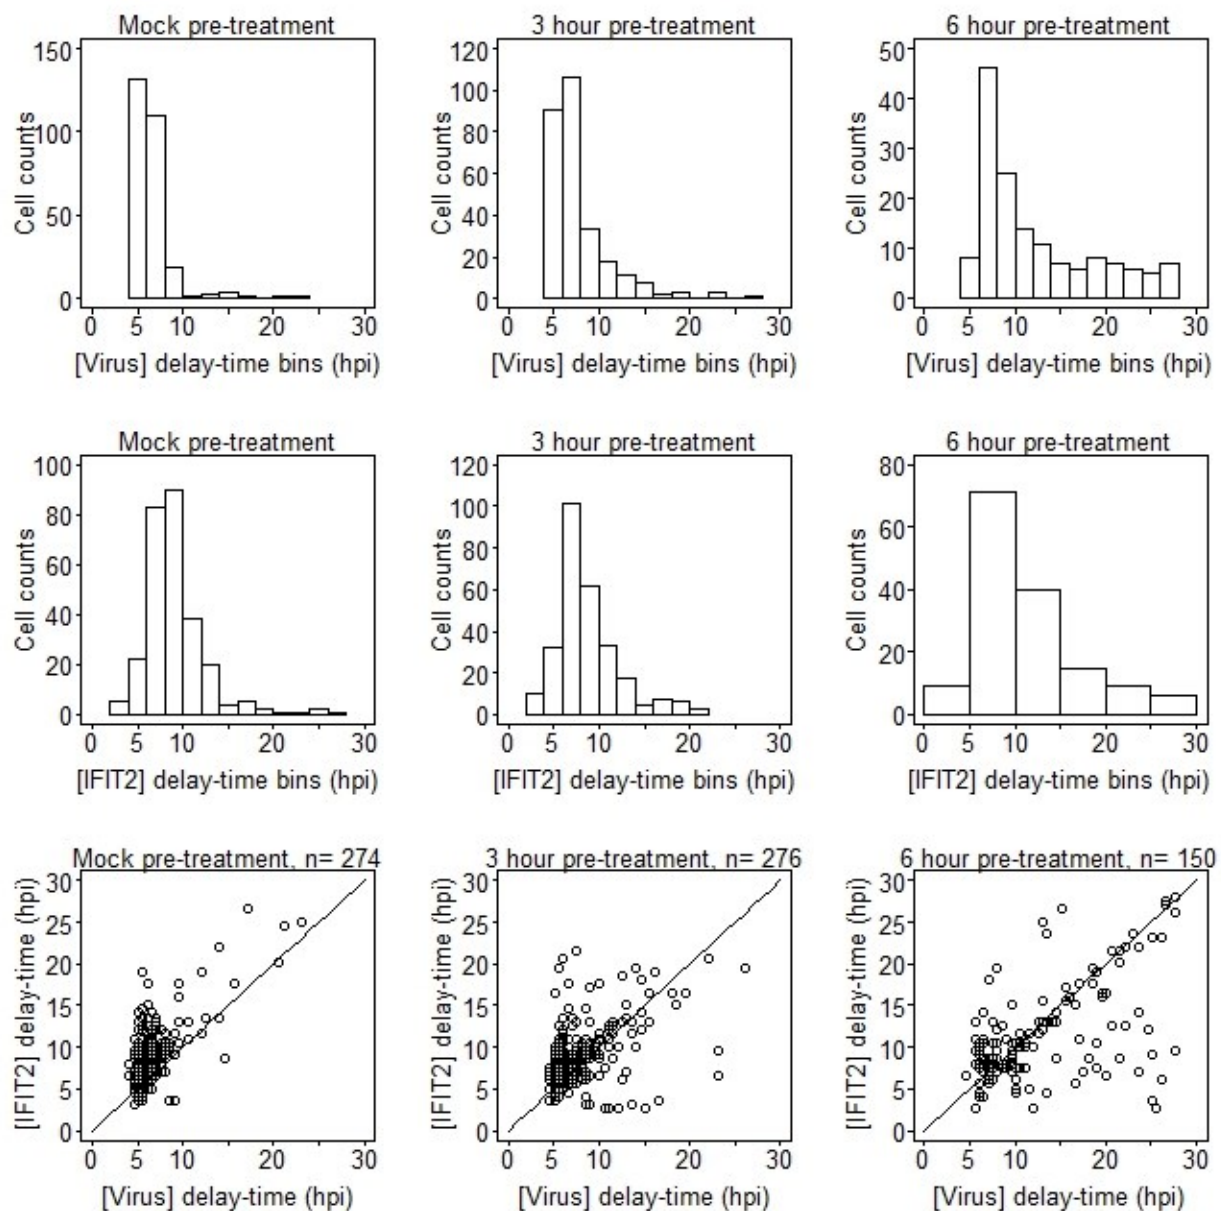 Mock pre-treatment
3 hour pre-treatment
6 hour pre-treatment
Cell counts
150
100
50
0
0 5 10 20 30
[Virus] delay-time bins (hpi)
Cell counts
120
100
80
60
40
20
0
0 5 10 20 30
[Virus] delay-time bins (hpi)
Cell counts
50
40
30
20
10
0
0 5 10 20 30
[Virus] delay-time bins (hpi)
Mock pre-treatment
3 hour pre-treatment
6 hour pre-treatment
Cell counts
100
80
60
40
20
0
0 5 10 20 30
[IFIT2] delay-time bins (hpi)
Cell counts
120
100
80
60
40
20
0
0 5 10 20 30
[IFIT2] delay-time bins (hpi)
Cell counts
80
60
40
20
0
0 5 10 20 30
[IFIT2] delay-time bins (hpi)
Mock pre-treatment, n= 274
3 hour pre-treatment, n= 276
6 hour pre-treatment, n= 150
[IFIT2] delay-time (hpi)
30
25
20
15
10
5
0
0 5 10 20 30
[Virus] delay-time (hpi)
[IFIT2] delay-time (hpi)
30
25
20
15
10
5
0
0 5 10 20 30
[Virus] delay-time (hpi)
[IFIT2] delay-time (hpi)
30
25
20
15
10
5
0
0 5 10 20 30
[Virus] delay-time (hpi)